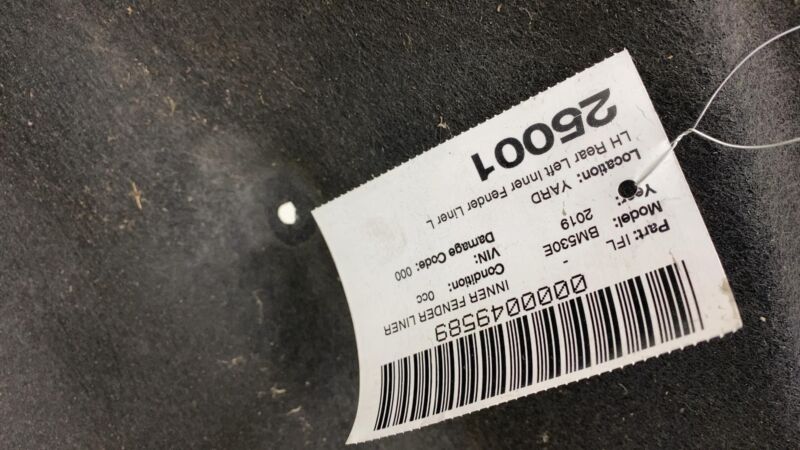 0000049589
Part: IFL INNER FENDER LINER
Model: BM530E -
Year: 2019 Condition: 0cc
VIN:
Location: YARD Damage Code: 000
LH Rear Left Inner Fender Liner L
25001